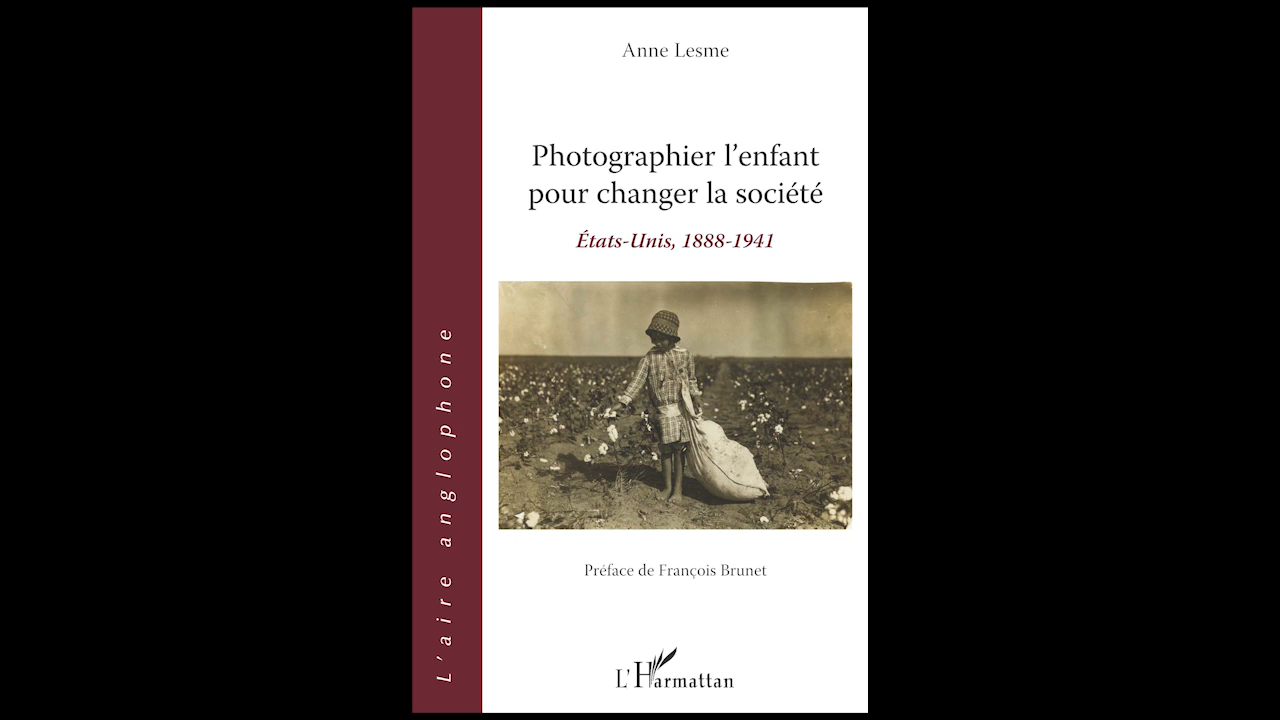 Anne Lesme
Photographier l’enfant
pour changer la société
États-Unis, 1888-1941
Préface de François Brunet
L’Harmattan
L’aire anglophone